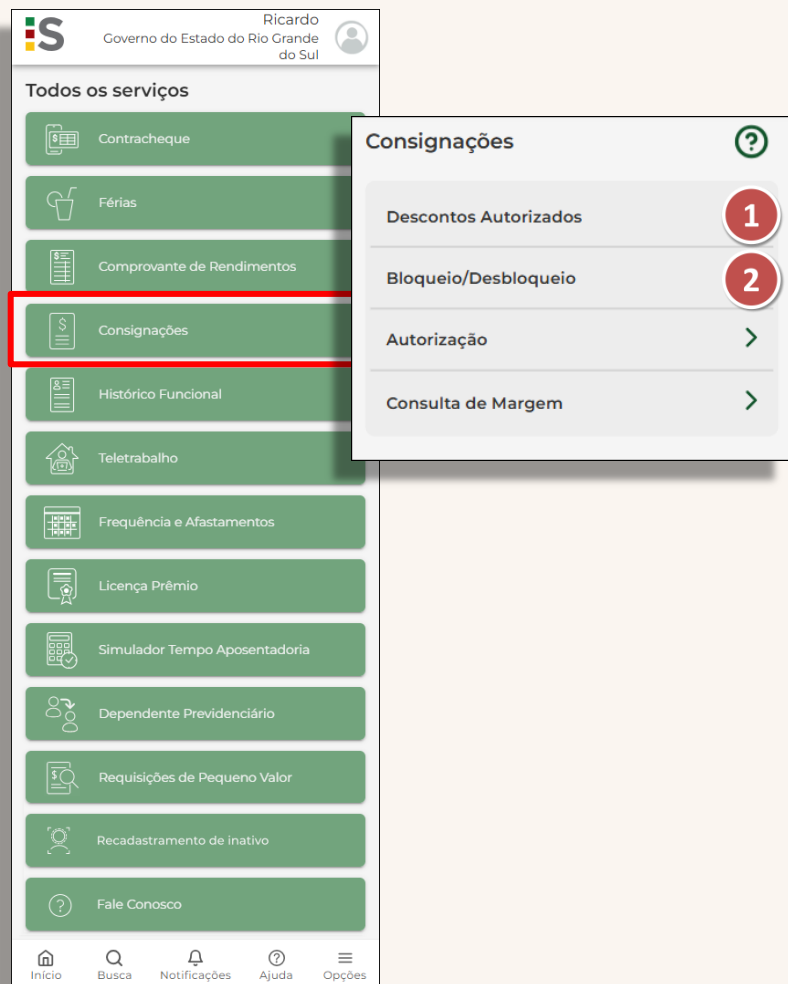 S
Ricardo
Governo do Estado do Rio Grande
do Sul
Todos os serviços
Contracheque
Férias
Comprovante de Rendimentos
Consignações
Histórico Funcional
Teletrabalho
Frequência e Afastamentos
Licença Prêmio
Simulador Tempo Aposentadoria
Dependente Previdenciário
Requisições de Pequeno Valor
Recadastramento de inativo
Fale Conosco
Início Busca Notificações Ajuda Opções
Consignações
Descontos Autorizados 1
Bloqueio/Desbloqueio 2
Autorização
Consulta de Margem